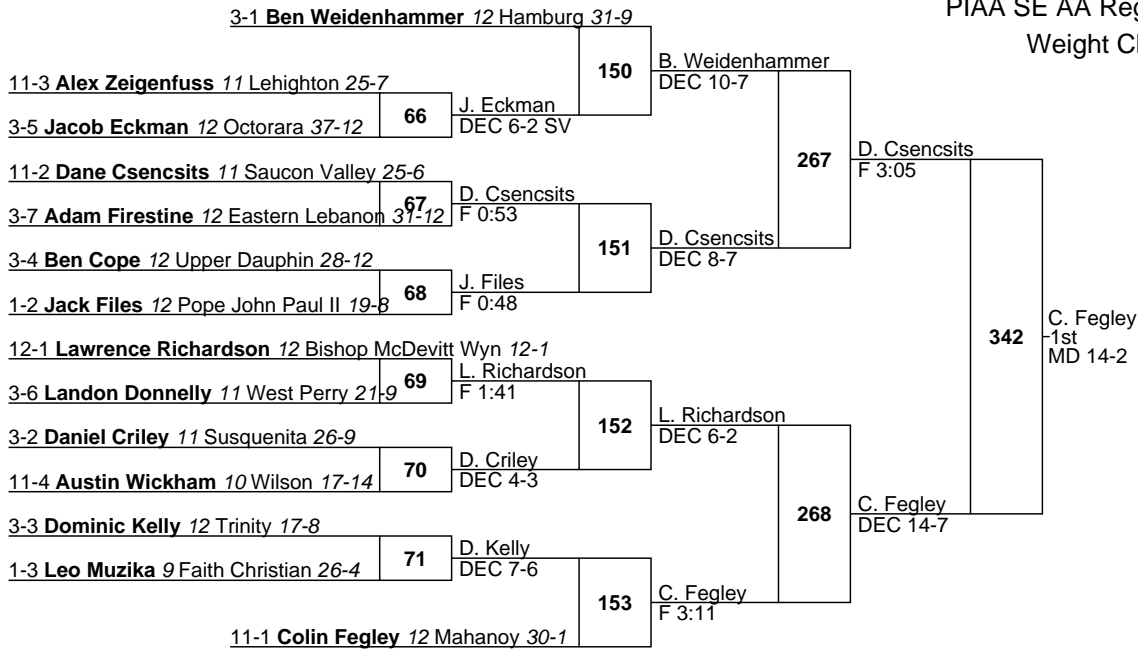 PIAA SE AA Reg
Weight Cl
3-1 Ben Weidenhammer 12 Hamburg 31-9
150
B. Weidenhammer
DEC 10-7
11-3 Alex Zeigenfuss 11 Lehighton 25-7
66
J. Eckman
DEC 6-2 SV
3-5 Jacob Eckman 12 Octorara 37-12
267
D. Csencsits
F 3:05
11-2 Dane Csencsits 11 Saucon Valley 25-6
67
D. Csencsits
F 0:53
3-7 Adam Firestine 12 Eastern Lebanon 31-12
151
D. Csencsits
DEC 8-7
3-4 Ben Cope 12 Upper Dauphin 28-12
68
J. Files
F 0:48
1-2 Jack Files 12 Pope John Paul II 19-8
342
C. Fegley
1st
MD 14-2
12-1 Lawrence Richardson 12 Bishop McDevitt Wyn 12-1
69
L. Richardson
F 1:41
3-6 Landon Donnelly 11 West Perry 21-9
152
L. Richardson
DEC 6-2
3-2 Daniel Criley 11 Susquenita 26-9
70
D. Criley
DEC 4-3
11-4 Austin Wickham 10 Wilson 17-14
268
C. Fegley
DEC 14-7
3-3 Dominic Kelly 12 Trinity 17-8
71
D. Kelly
DEC 7-6
1-3 Leo Muzika 9 Faith Christian 26-4
153
C. Fegley
F 3:11
11-1 Colin Fegley 12 Mahanoy 30-1